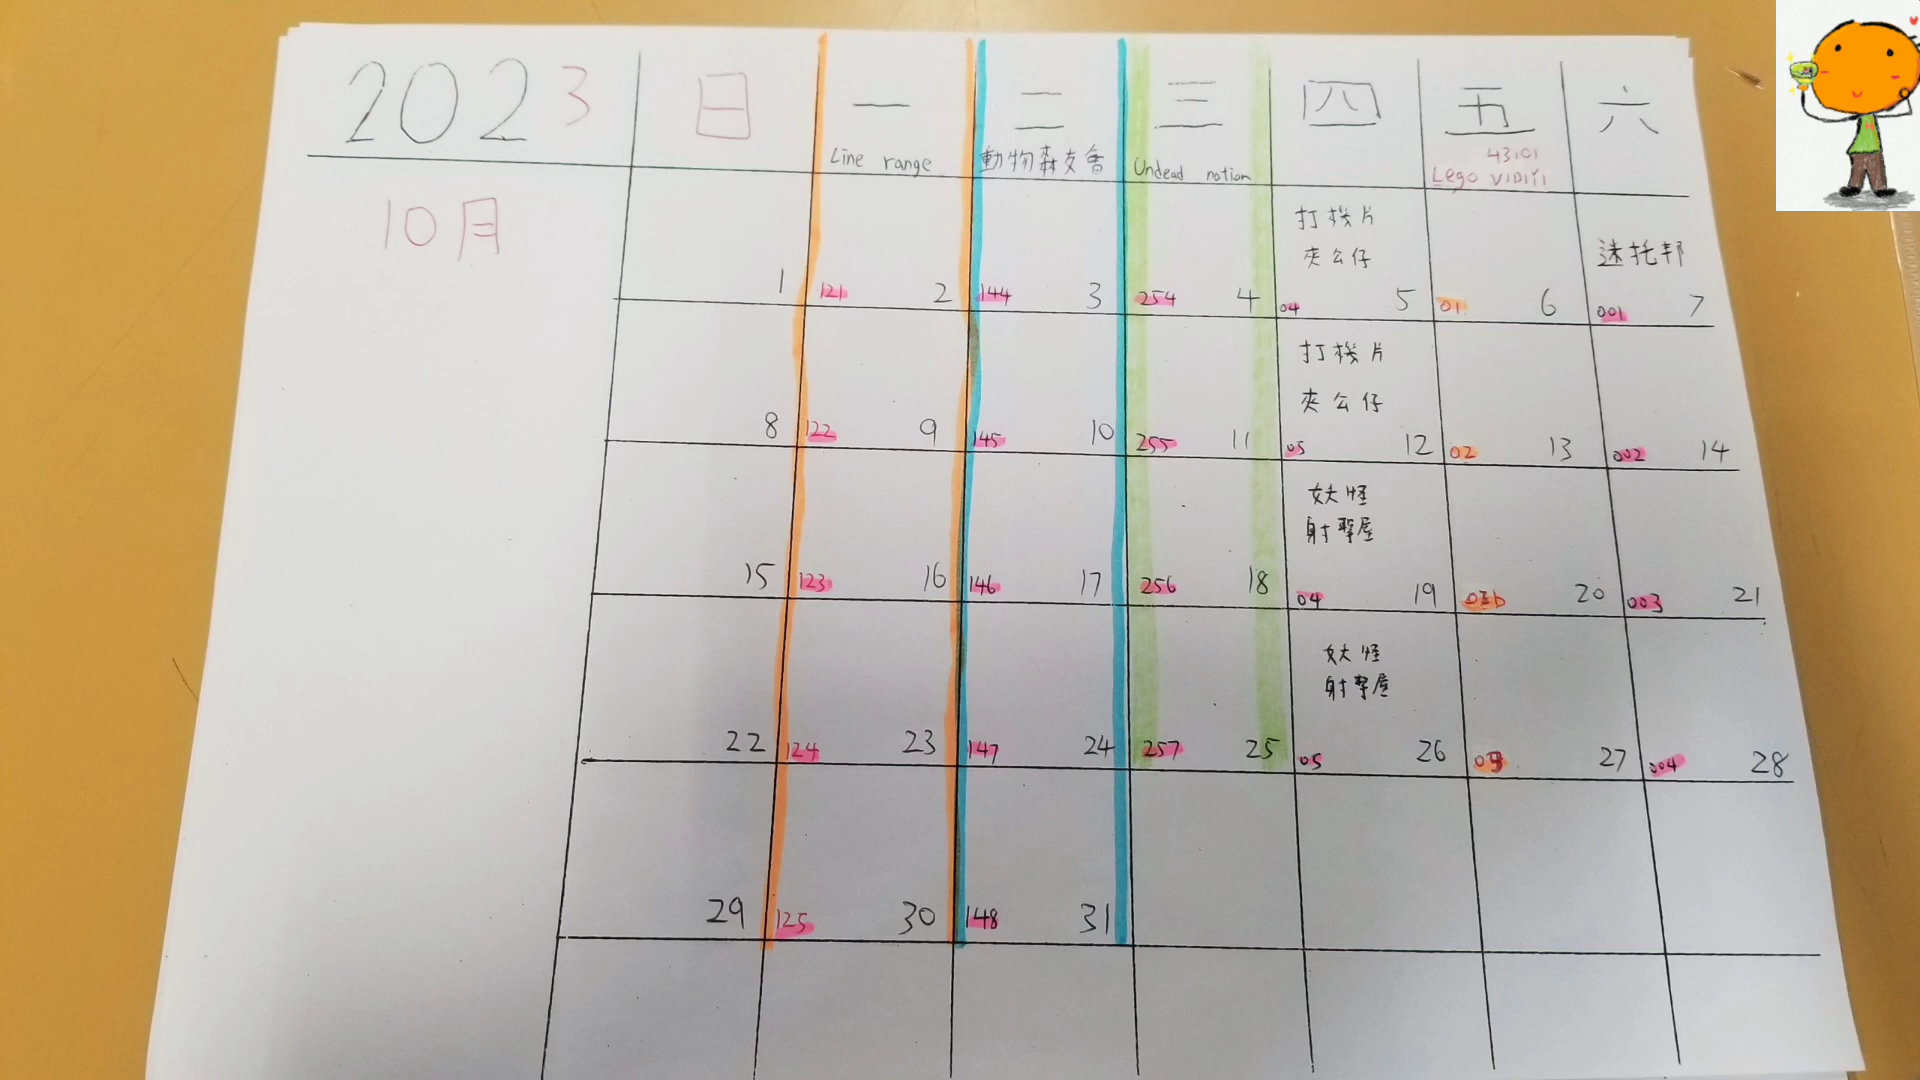 2023 日 一 二 三 四 五 六
Line range 動物森友會 Undead notion 43101
Lego VIDIYI
10月
打機片
夾公仔 迷托邦
1 121 2 144 3 254 4 04 5 01 6 001 7
打機片
夾公仔
8 122 9 145 10 255 11 05 12 02 13 002 14
妖怪
射擊屋
15 123 16 146 17 256 18 04 19 20 003 21
妖怪
射擊屋
22 124 23 147 24 257 25 05 26 03 27 004 28
29 125 30 148 31